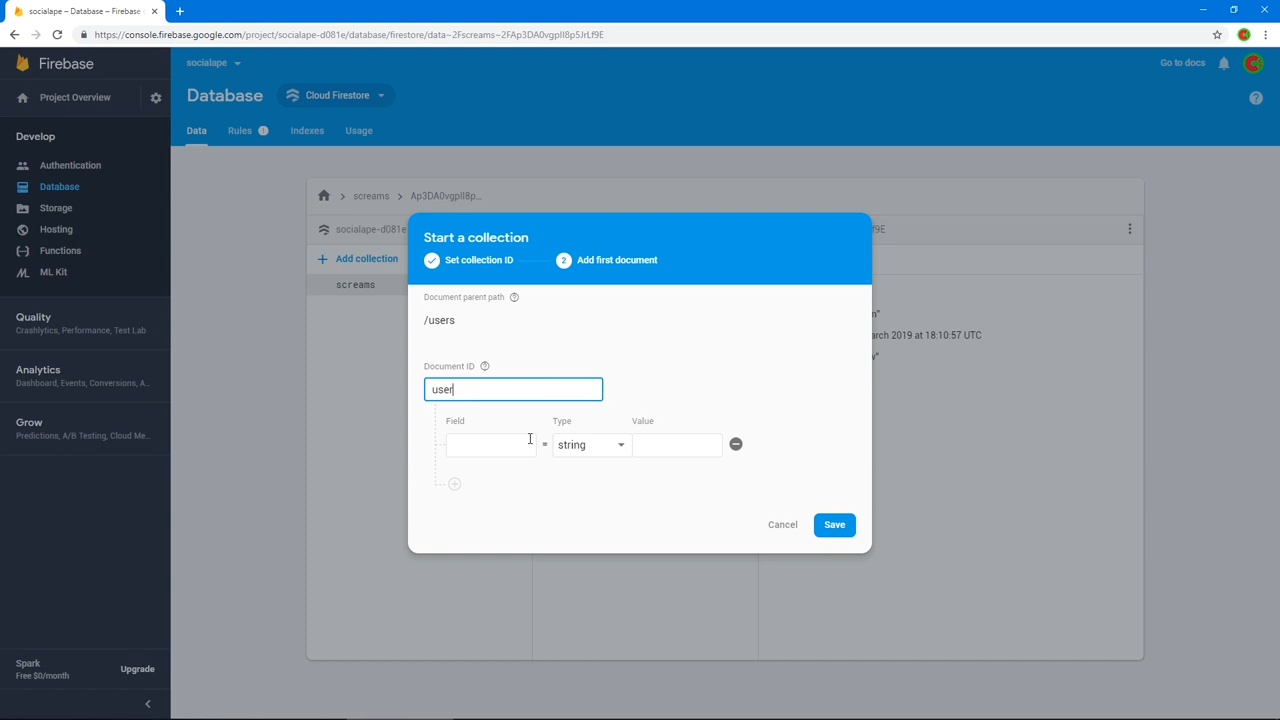 socialape – Database – Firebase
https://console.firebase.google.com/project/socialape-d081e/database/firestore/data~2Fscreams~2FAp3DA0vgpII8p5JrLf9E
Firebase
socialape
Go to docs
Project Overview
Database
Cloud Firestore
Data
Rules
Indexes
Usage
Develop
Authentication
Database
Storage
Hosting
Functions
ML Kit
Quality
Crashlytics, Performance, Test Lab
Analytics
Dashboard, Events, Conversions, A...
Grow
Predictions, A/B Testing, Cloud Me...
Spark
Free $0/month
Upgrade
screams
Ap3DA0vgpII8p...
socialape-d081e
f9E
Add collection
screams
n"
arch 2019 at 18:10:57 UTC
v"
Start a collection
Set collection ID
2 Add first document
Document parent path
/users
Document ID
user
Field
Type
Value
=
string
Cancel
Save